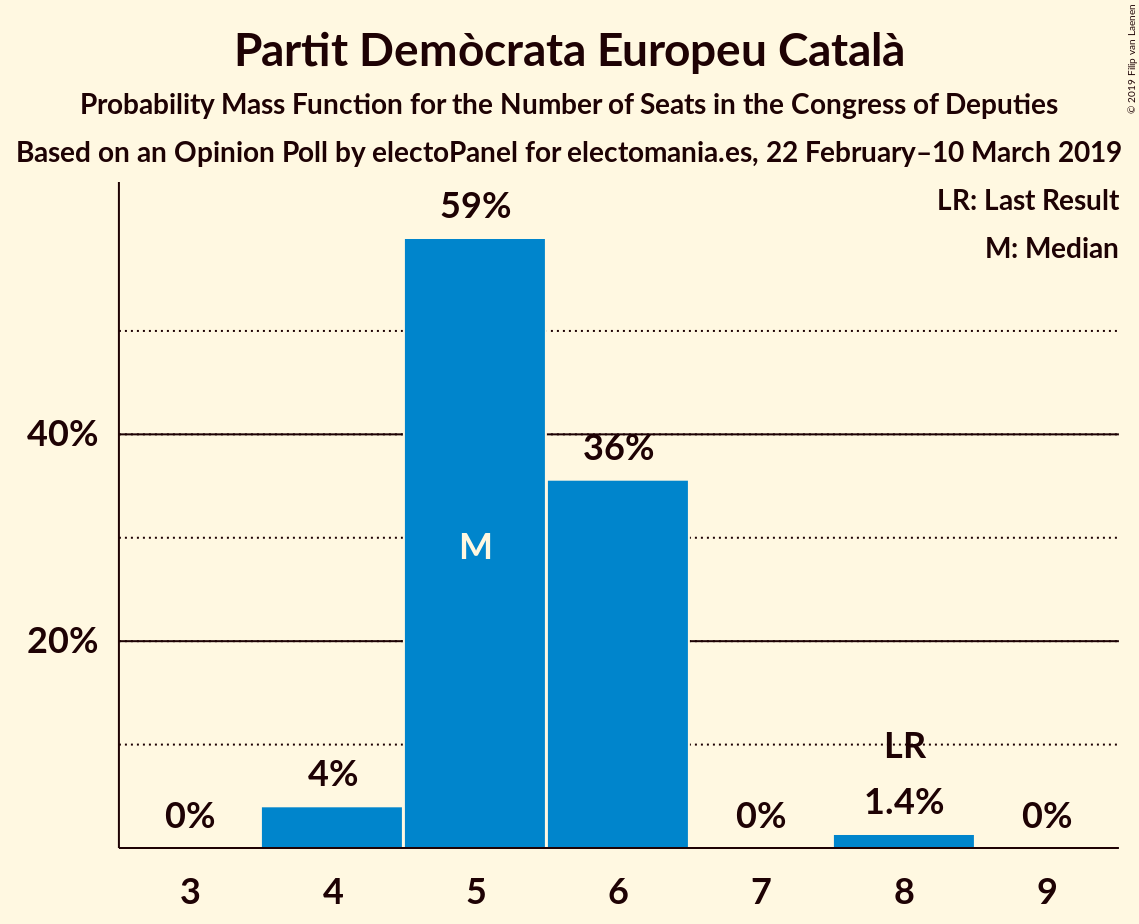 Partit Demòcrata Europeu Català
Probability Mass Function for the Number of Seats in the Congress of Deputies
Based on an Opinion Poll by electoPanel for electomania.es, 22 February–10 March 2019
© 2019 Filip van Laenen
LR: Last Result
M: Median
59%
40%
36%
M
20%
LR
4%
1.4%
0%
0%
0%
3 4 5 6 7 8 9